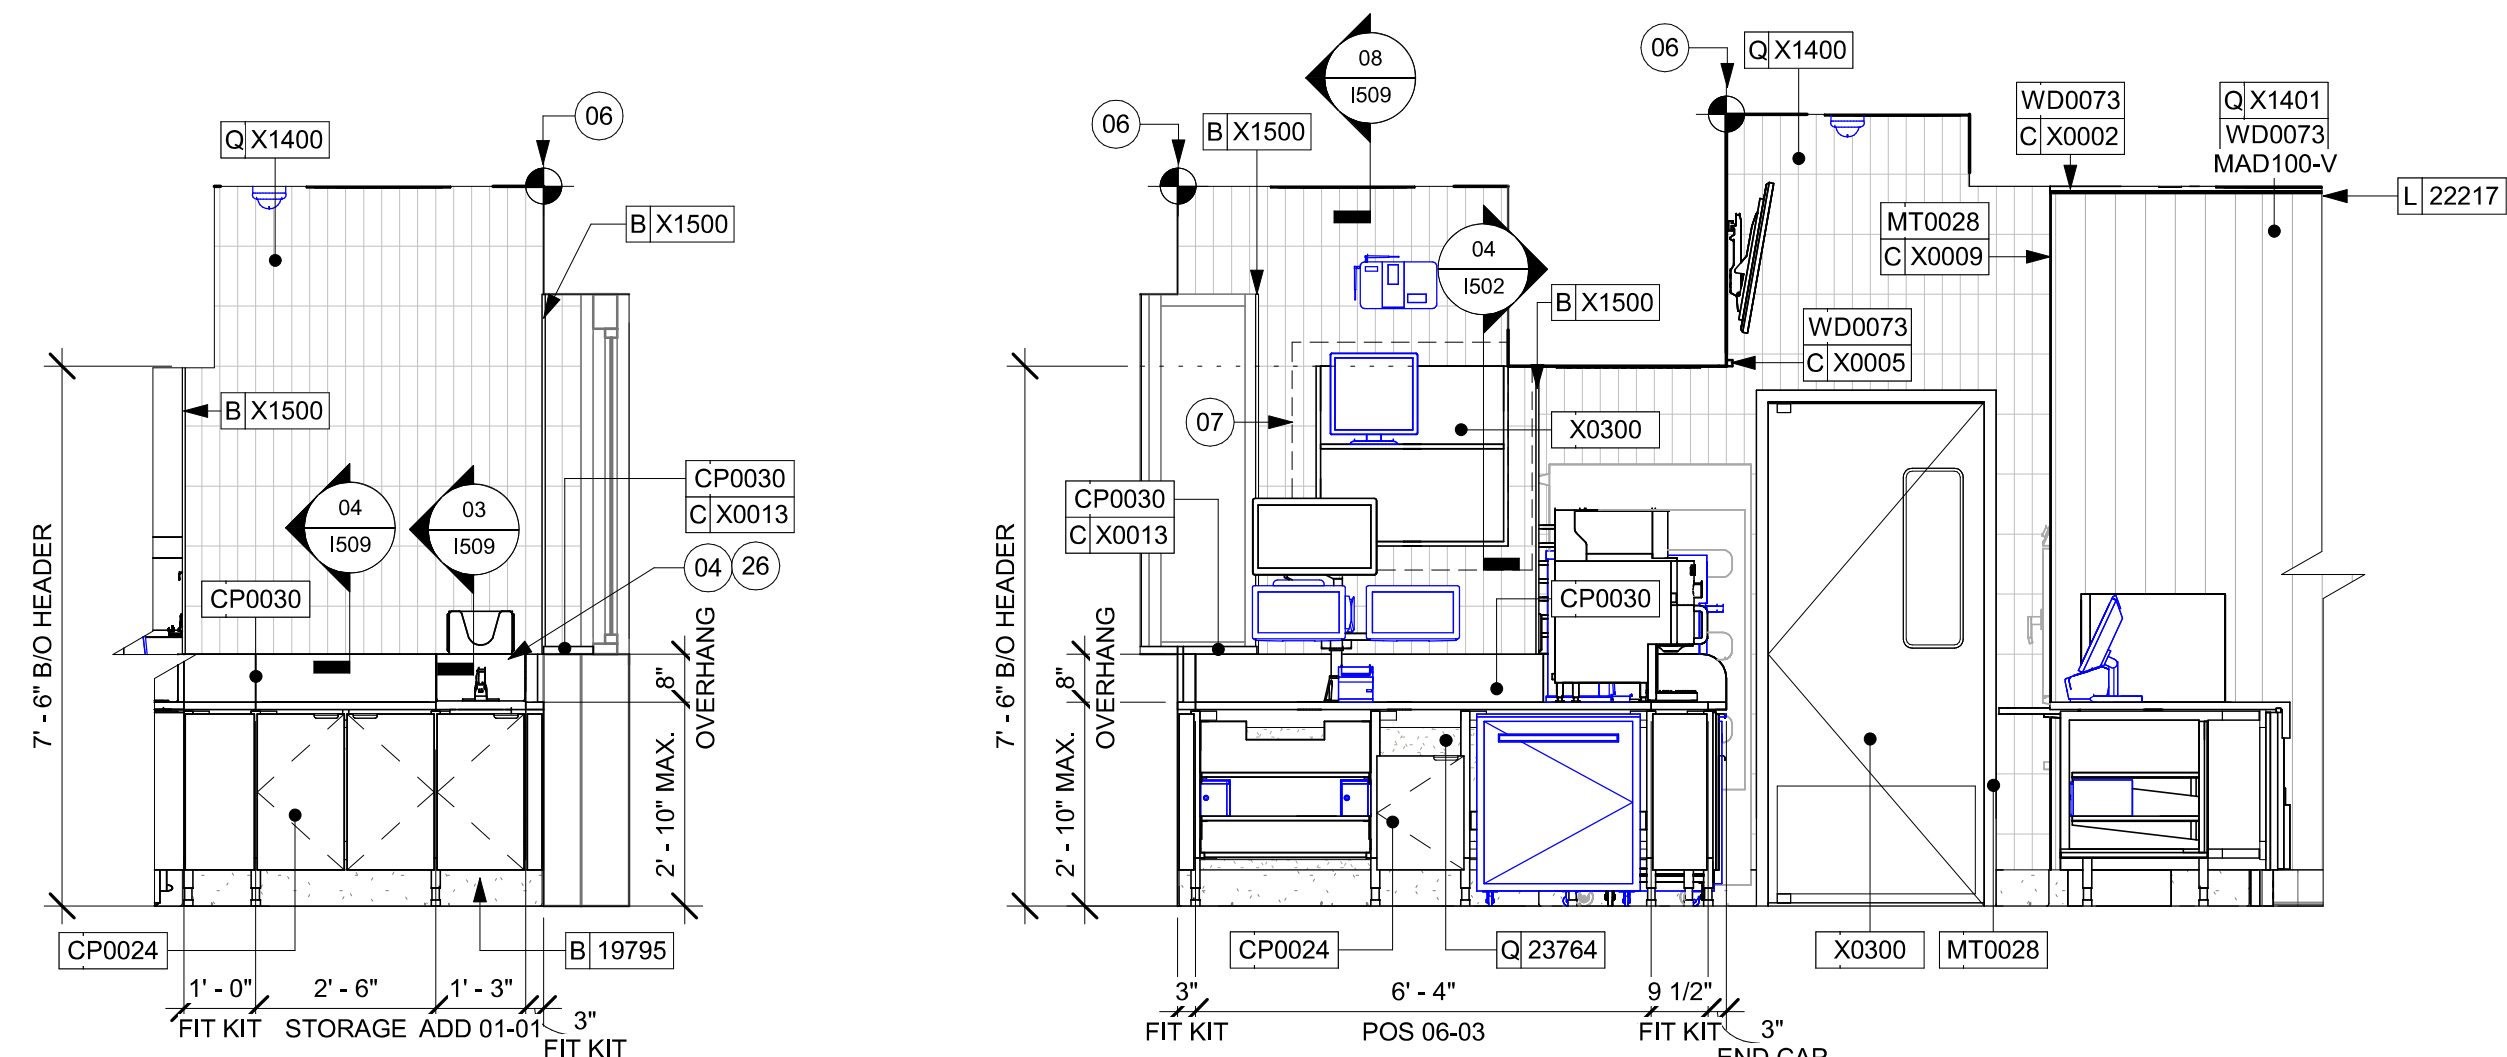 06
Q X1400
B X1500
7' - 6" B/O HEADER
B X1500
04
I509
03
I509
CP0030
C X0013
04 26
CP0030
8"
OVERHANG
2' - 10" MAX.
CP0024
B 19795
1' - 0"
2' - 6"
1' - 3"
3"
FIT KIT
STORAGE
ADD 01-01
FIT KIT
08
I509
06
Q X1400
06
B X1500
WD0073
C X0002
Q X1401
WD0073
MAD100-V
L 22217
MT0028
C X0009
04
I502
B X1500
WD0073
C X0005
07
X0300
CP0030
C X0013
7' - 6" B/O HEADER
CP0030
8"
OVERHANG
2' - 10" MAX.
CP0024
Q 23764
X0300
MT0028
3"
6' - 4"
9 1/2"
3"
FIT KIT
POS 06-03
FIT KIT
END CAP